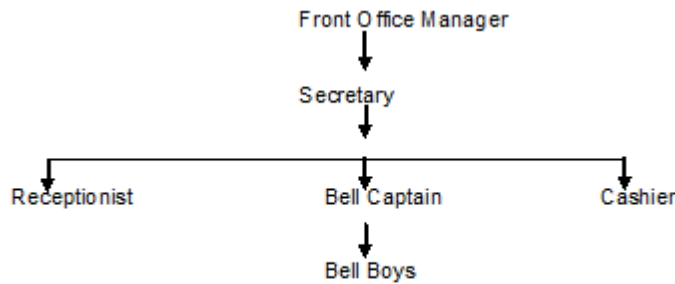 Front Office Manager
Secretary
Receptionist
Bell Captain
Cashier
Bell Boys